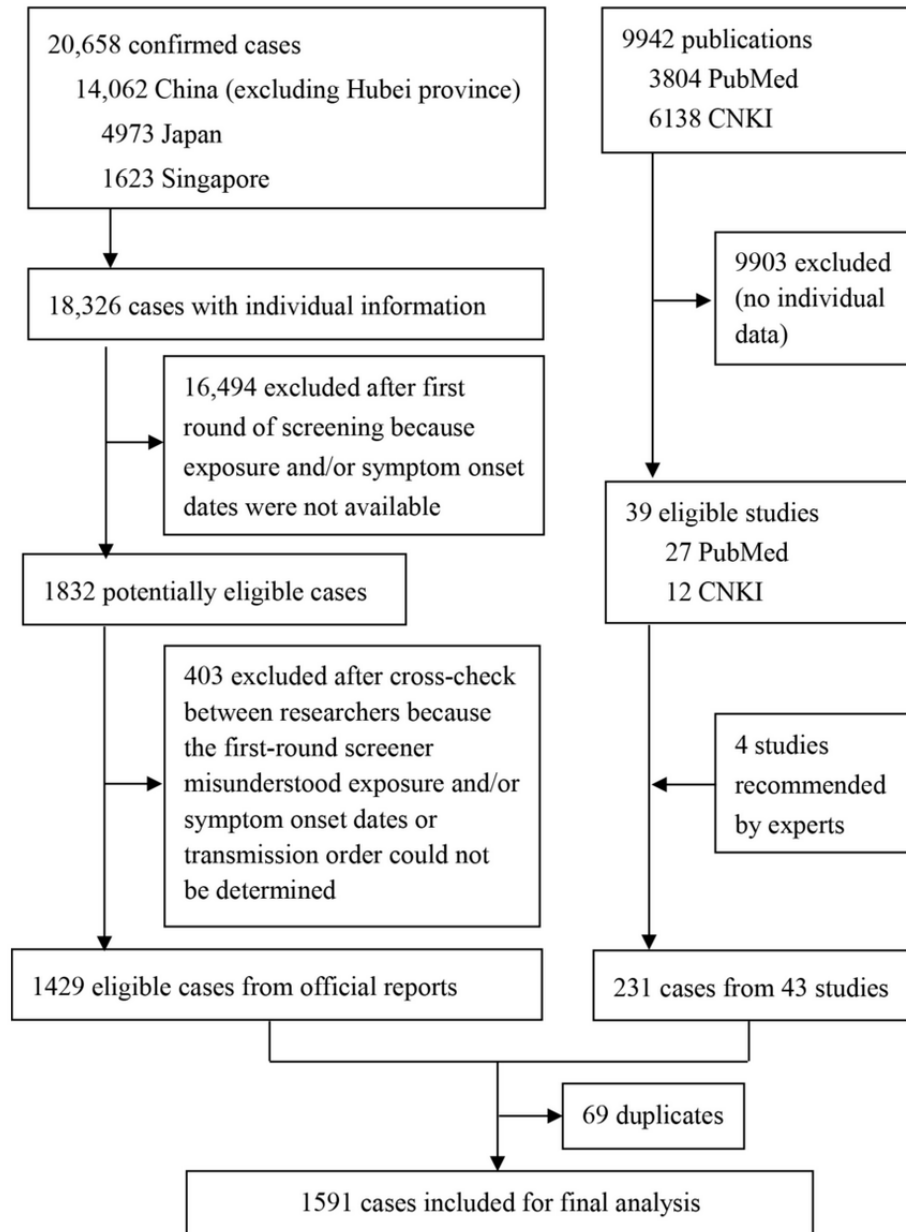 20,658 confirmed cases
14,062 China (excluding Hubei province)
4973 Japan
1623 Singapore
18,326 cases with individual information
16,494 excluded after first
round of screening because
exposure and/or symptom onset
dates were not available
1832 potentially eligible cases
403 excluded after cross-check
between researchers because
the first-round screener
misunderstood exposure and/or
symptom onset dates or
transmission order could not
be determined
1429 eligible cases from official reports
9942 publications
3804 PubMed
6138 CNKI
9903 excluded
(no individual
data)
39 eligible studies
27 PubMed
12 CNKI
4 studies
recommended
by experts
231 cases from 43 studies
69 duplicates
1591 cases included for final analysis